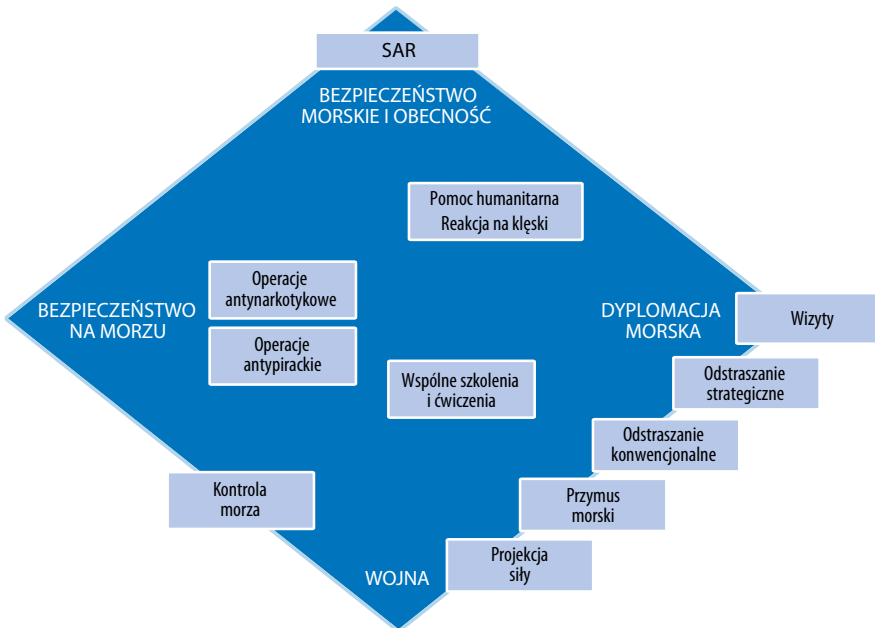 SAR
BEZPIECZEŃSTWO
MORSKIE I OBECNOŚĆ
Pomoc humanitarna
Reakcja na klęski
Operacje
antynarkotykowe
BEZPIECZEŃSTWO
NA MORZU
DYPLOMACJA
MORSKA
Wizyty
Operacje
antypirackie
Wspólne szkolenia
i ćwiczenia
Odstraszanie
strategiczne
Odstraszanie
konwencjonalne
Kontrola
morza
Przymus
morski
WOJNA
Projekcja
siły